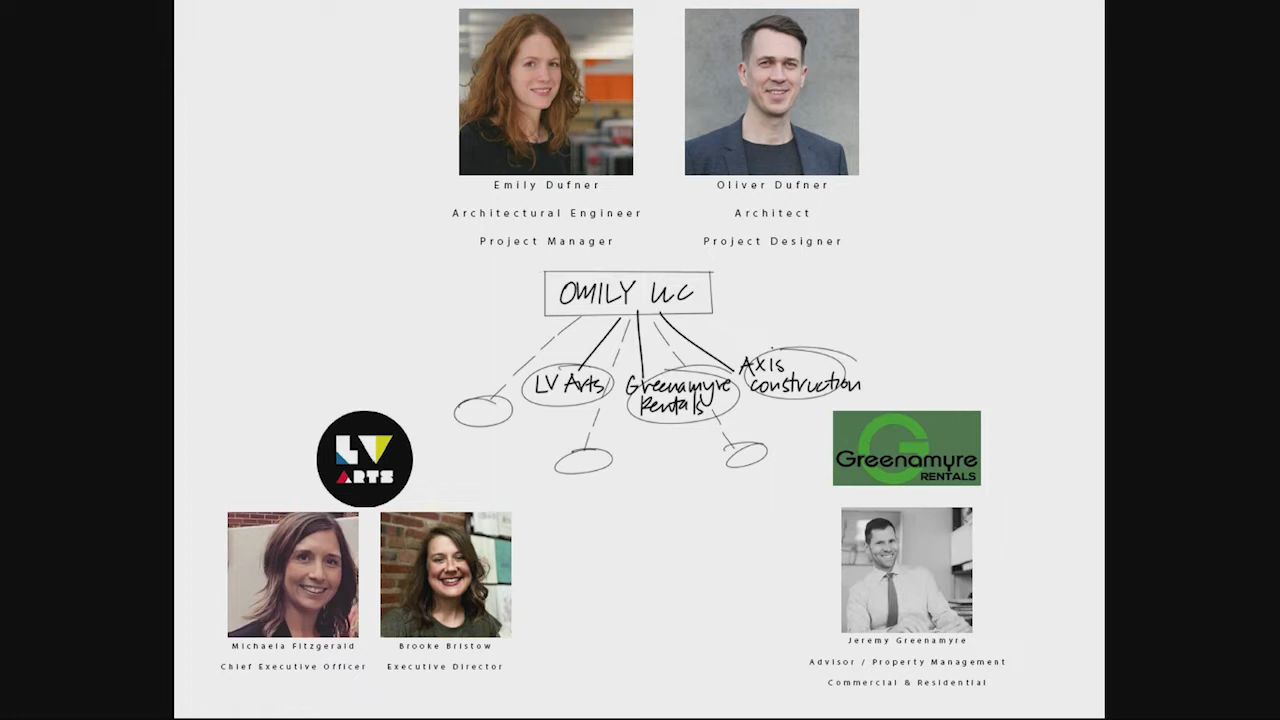 Emily Dufner
Architectural Engineer
Project Manager
Oliver Dufner
Architect
Project Designer
OMILY LLC
LV Arts
Greenamyre
Rentals
Axis
construction
LV
ARTS
Greenamyre
RENTALS
Michaela Fitzgerald
Chief Executive Officer
Brooke Bristow
Executive Director
Jeremy Greenamyre
Advisor / Property Management
Commercial & Residential